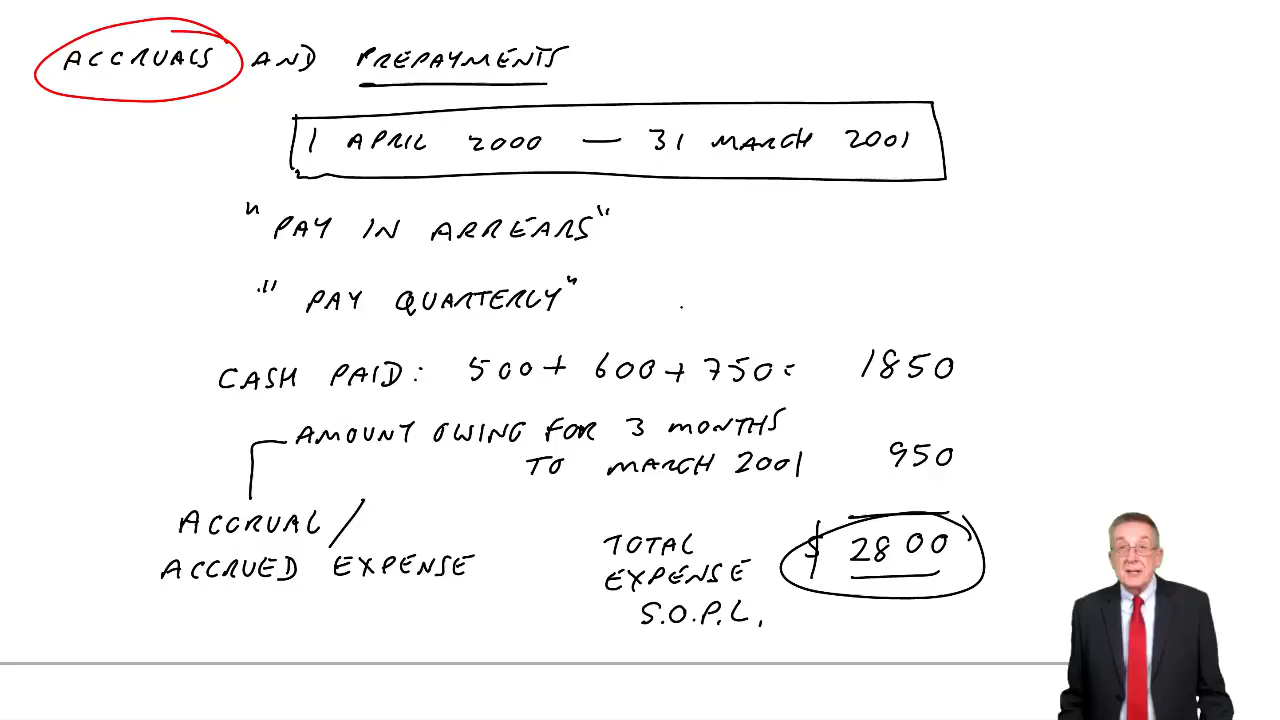 ACCRUALS AND PREPAYMENTS
1 APRIL 2000 — 31 MARCH 2001
"PAY IN ARREARS"
"PAY QUARTERLY"
CASH PAID: 500 + 600 + 750 = 1850
AMOUNT OWING FOR 3 MONTHS
TO MARCH 2001 950
ACCRUAL /
ACCRUED EXPENSE
TOTAL $ 2800
EXPENSE
S.O.P.L.